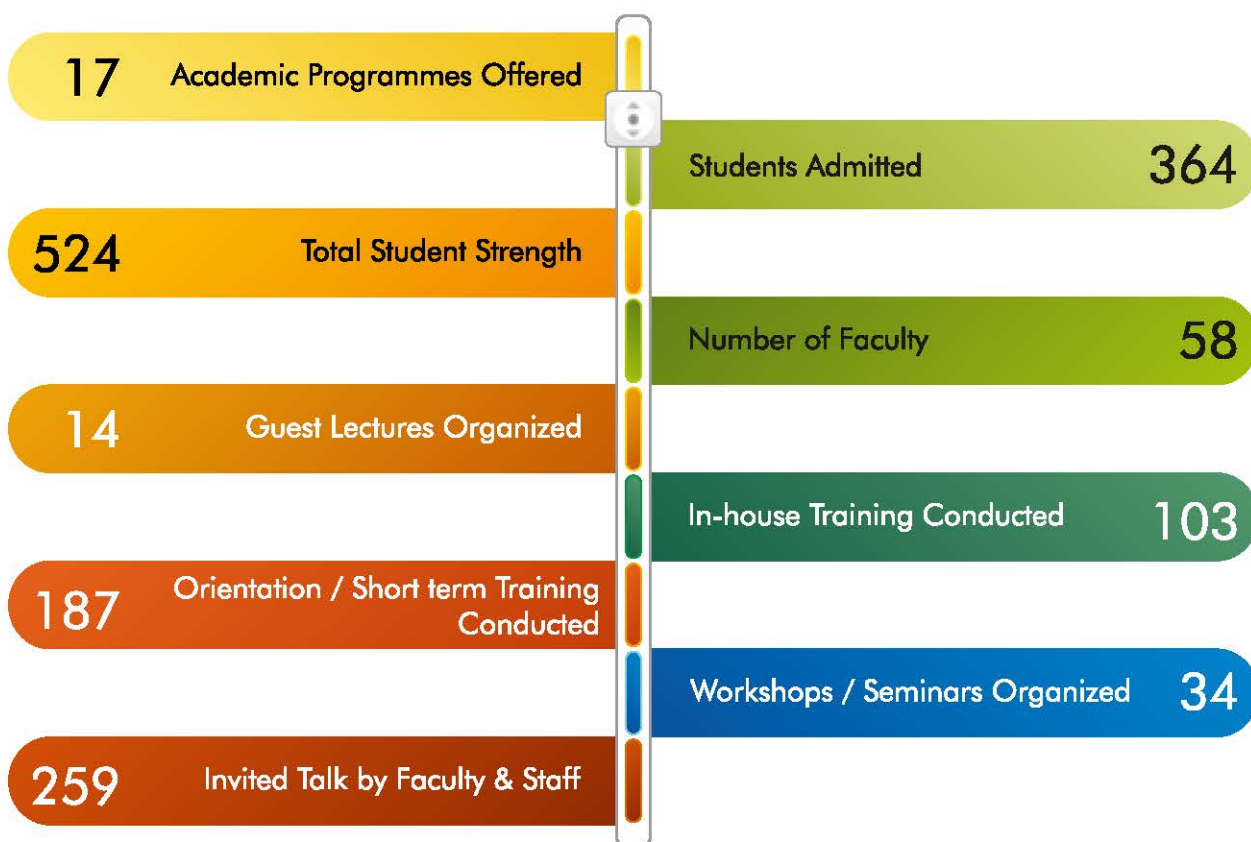 17 Academic Programmes Offered
Students Admitted 364
524 Total Student Strength
Number of Faculty 58
14 Guest Lectures Organized
In-house Training Conducted 103
187 Orientation / Short term Training
Conducted
Workshops / Seminars Organized 34
259 Invited Talk by Faculty & Staff